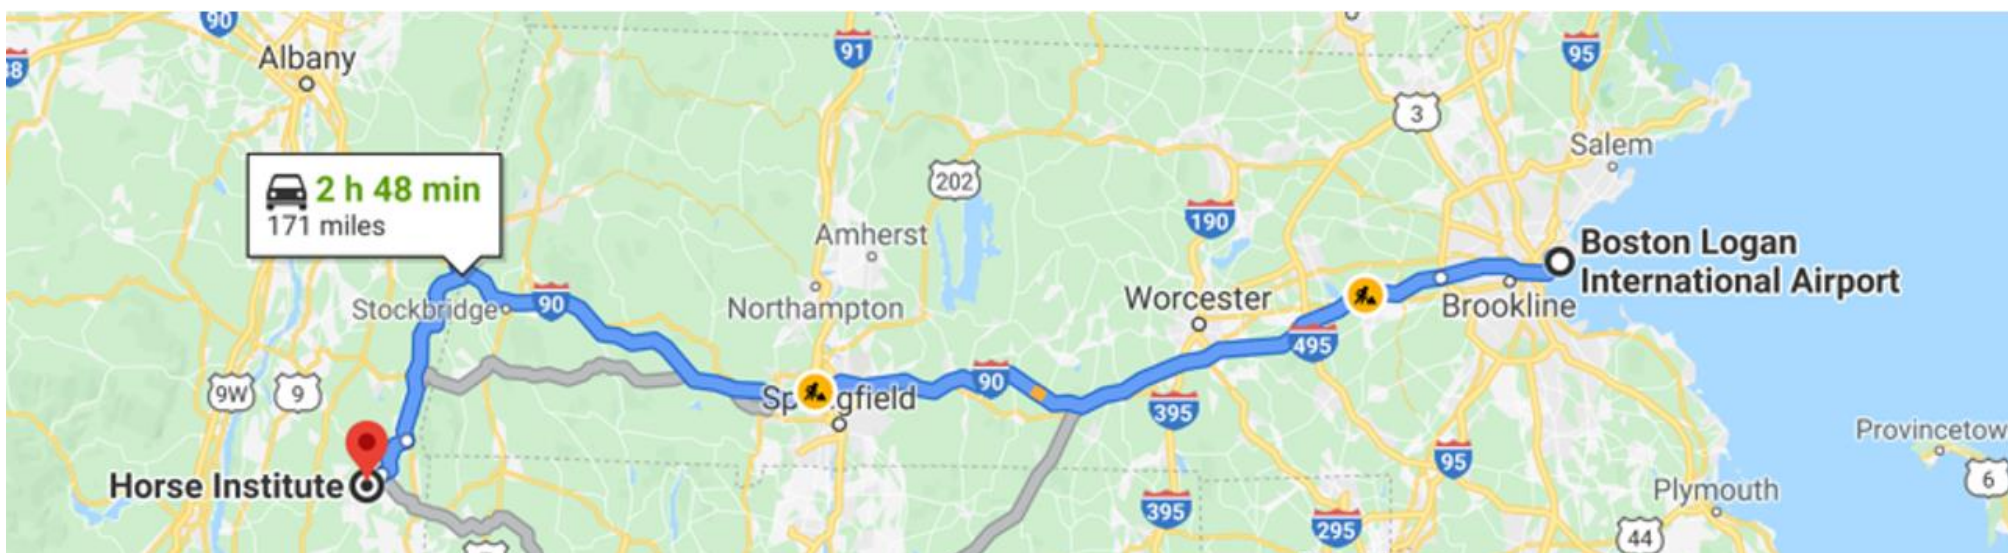 90
Albany
91
95
3
Salem
2 h 48 min
171 miles
202
190
Amherst
Boston Logan
International Airport
Stockbridge
90
Northampton
Worcester
Brookline
495
9W
9
90
Springfield
395
Provincetow
95
Horse Institute
6
Plymouth
395
295
44